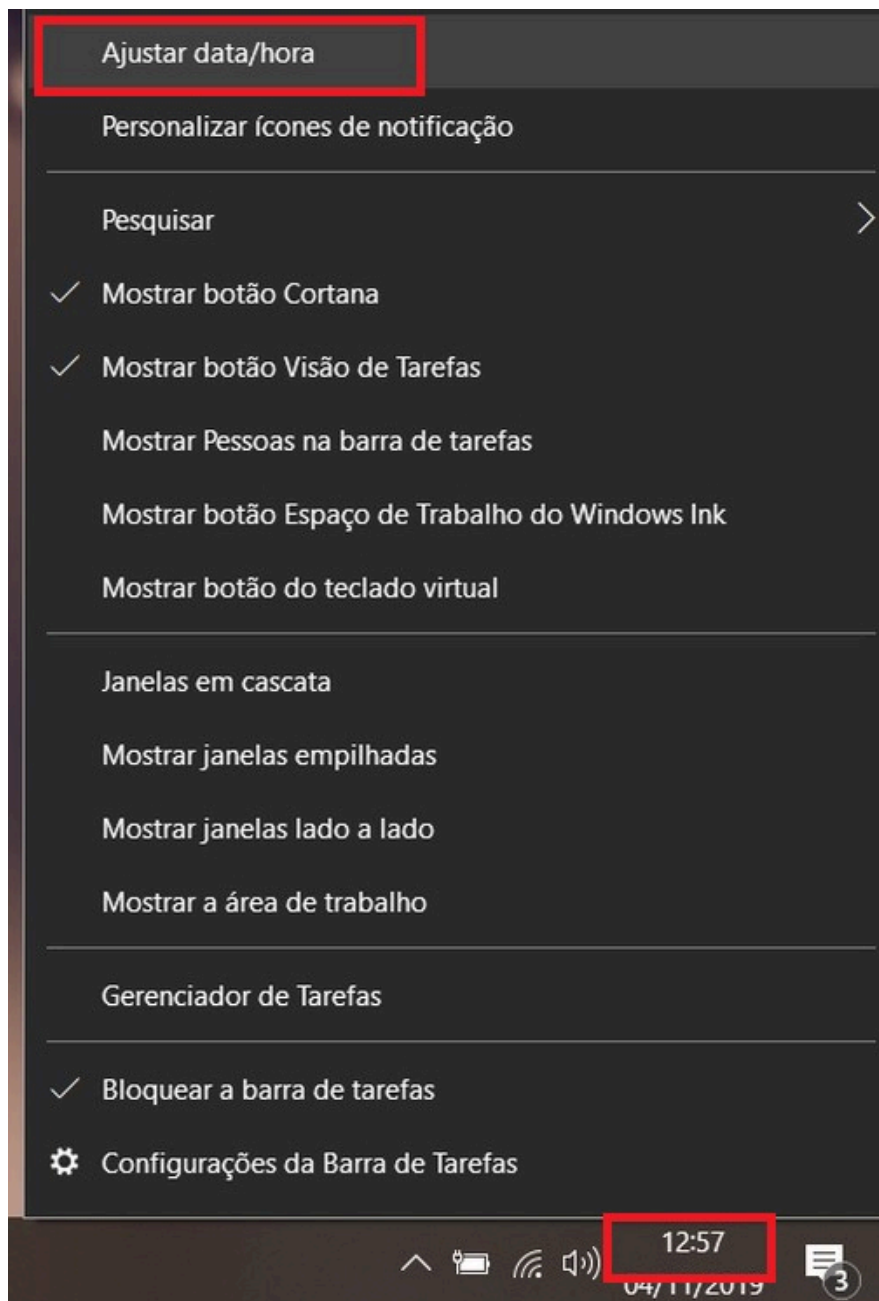 Ajustar data/hora
Personalizar ícones de notificação
Pesquisar
Mostrar botão Cortana
Mostrar botão Visão de Tarefas
Mostrar Pessoas na barra de tarefas
Mostrar botão Espaço de Trabalho do Windows Ink
Mostrar botão do teclado virtual
Janelas em cascata
Mostrar janelas empilhadas
Mostrar janelas lado a lado
Mostrar a área de trabalho
Gerenciador de Tarefas
Bloquear a barra de tarefas
Configurações da Barra de Tarefas
12:57
04/11/2019
3